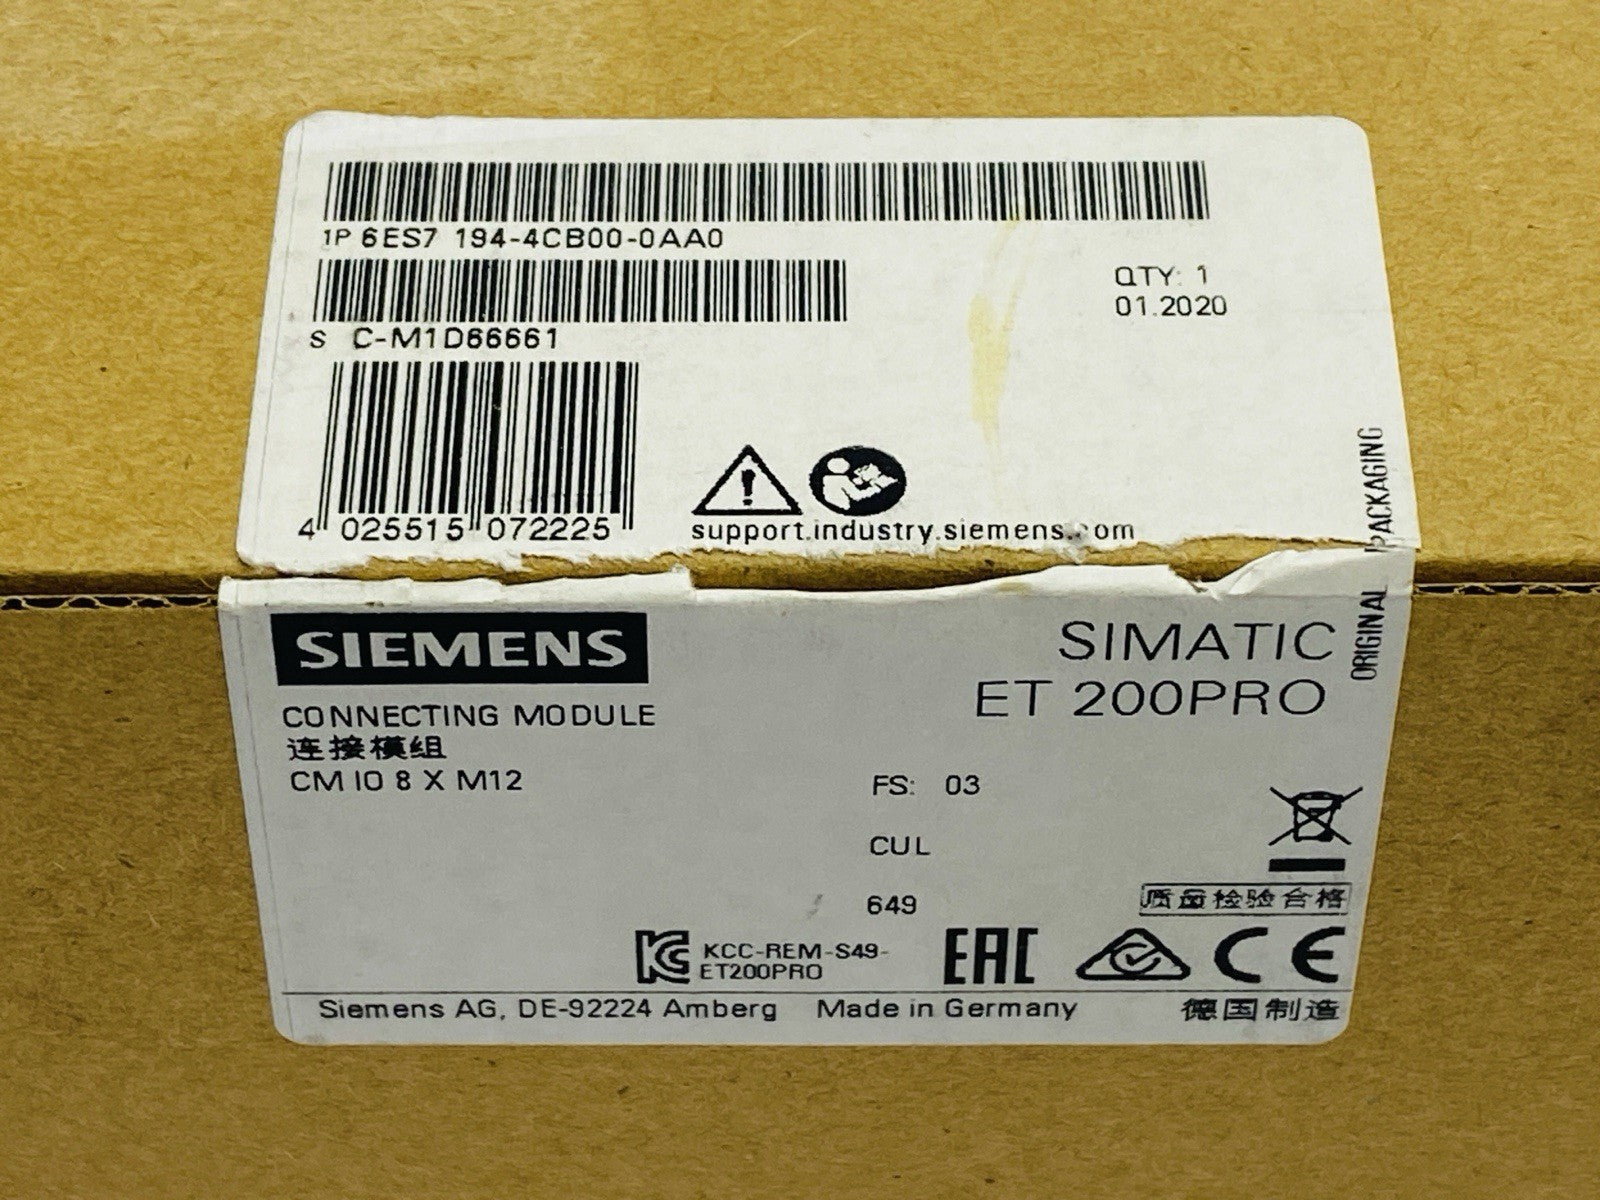 1P 6ES7 194-4CB00-0AA0
QTY: 1
01.2020
S C-M1D66661
4 025515 072225
support.industry.siemens.com
ORIGINAL PACKAGING
SIEMENS
SIMATIC
ET 200PRO
CONNECTING MODULE
连接模组
CM IO 8 X M12
FS: 03
CUL
649
质量检验合格
KCC-REM-S49-
ET200PRO
EAC
CE
Siemens AG, DE-92224 Amberg Made in Germany 德国制造